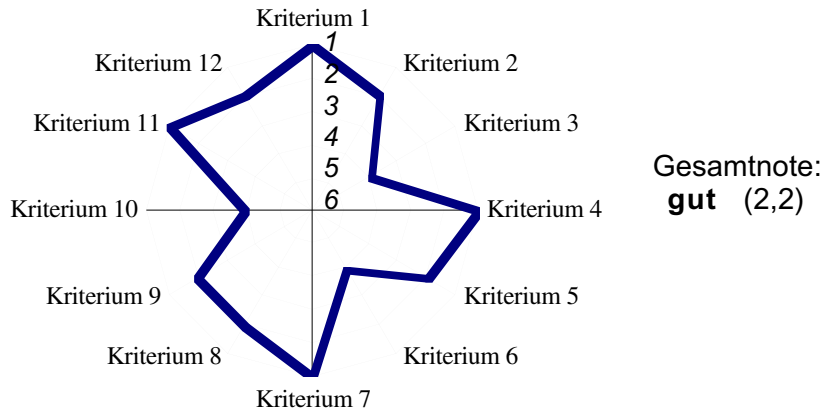 Kriterium 1
1
Kriterium 12
Kriterium 2
2
3
Kriterium 11
Kriterium 3
4
5
6
Kriterium 10
Kriterium 4
Kriterium 9
Kriterium 5
Kriterium 8
Kriterium 6
Kriterium 7
Gesamtnote:
gut (2,2)